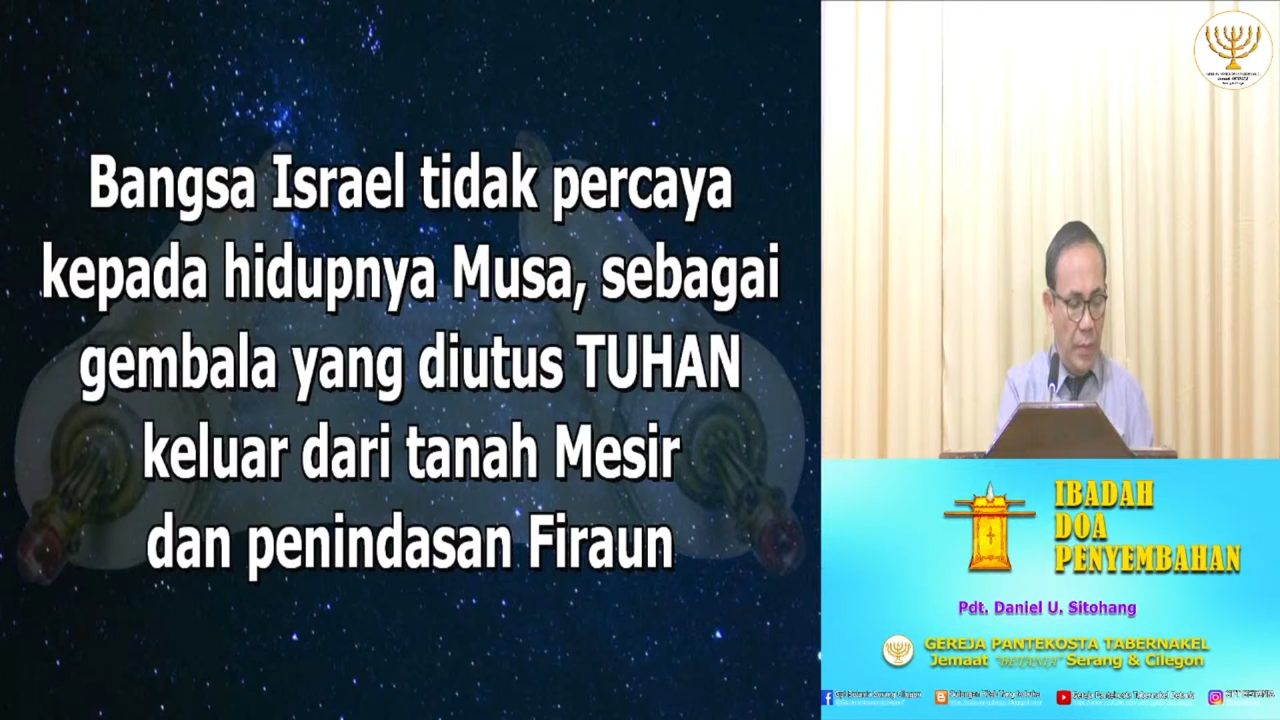 Bangsa Israel tidak percaya
kepada hidupnya Musa, sebagai
gembala yang diutus TUHAN
keluar dari tanah Mesir
dan penindasan Firaun
IBADAH
DOA
PENYEMBAHAN
Pdt. Daniel U. Sitohang
GEREJA PANTEKOSTA TABERNAKEL
Jemaat "BETANIA" Serang & Cilegon